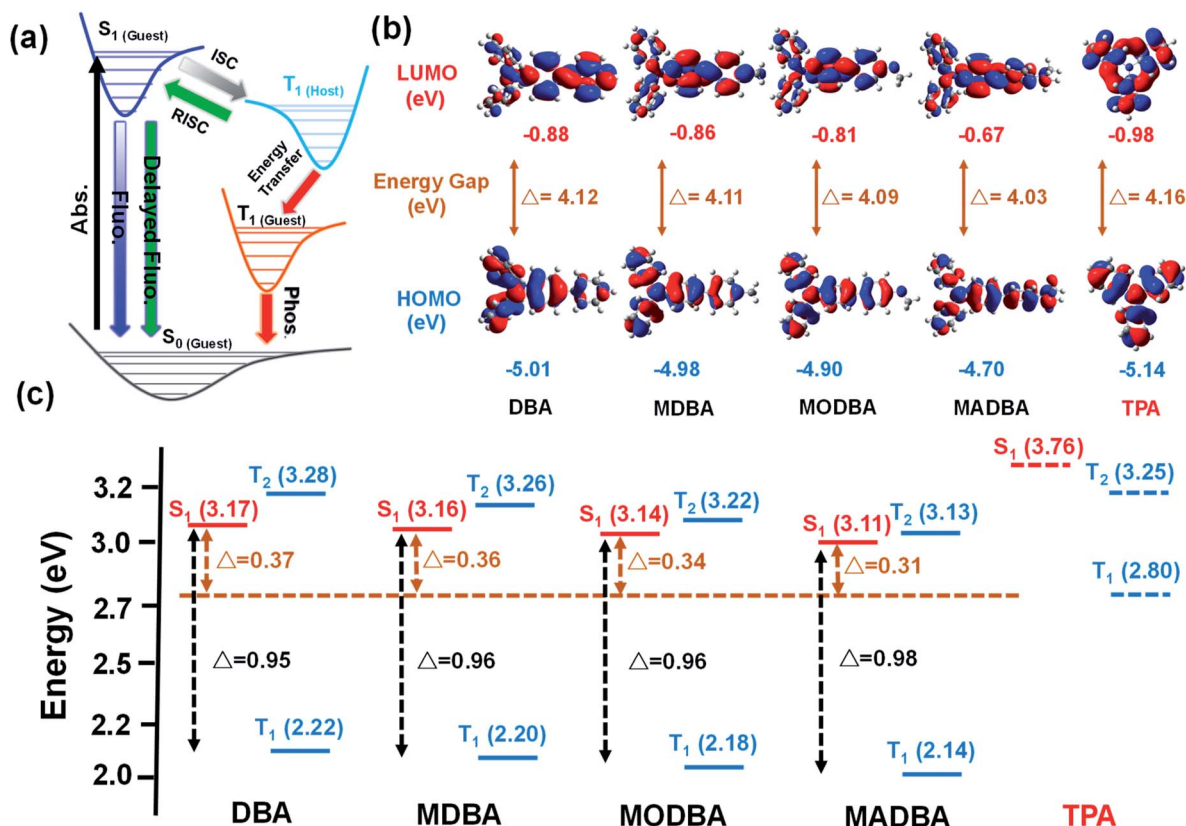 (a)
S1 (Guest)
ISC
RISC
T1 (Host)
Energy
Transfer
T1 (Guest)
Abs.
Fluo.
Delayed Fluo.
Phos.
S0 (Guest)
(b)
LUMO
(eV)
-0.88 -0.86 -0.81 -0.67 -0.98
Energy Gap
(eV)
△= 4.12 △= 4.11 △= 4.09 △= 4.03 △= 4.16
HOMO
(eV)
-5.01 -4.98 -4.90 -4.70 -5.14
DBA MDBA MODBA MADBA TPA
(c)
Energy (eV)
3.2
3.0
2.7
2.5
2.2
2.0
T2 (3.28)
S1 (3.17)
△=0.37
△=0.95
T1 (2.22)
DBA
T2 (3.26)
S1 (3.16)
△=0.36
△=0.96
T1 (2.20)
MDBA
T2 (3.22)
S1 (3.14)
△=0.34
△=0.96
T1 (2.18)
MODBA
T2 (3.13)
S1 (3.11)
△=0.31
△=0.98
T1 (2.14)
MADBA
S1 (3.76)
T2 (3.25)
T1 (2.80)
TPA